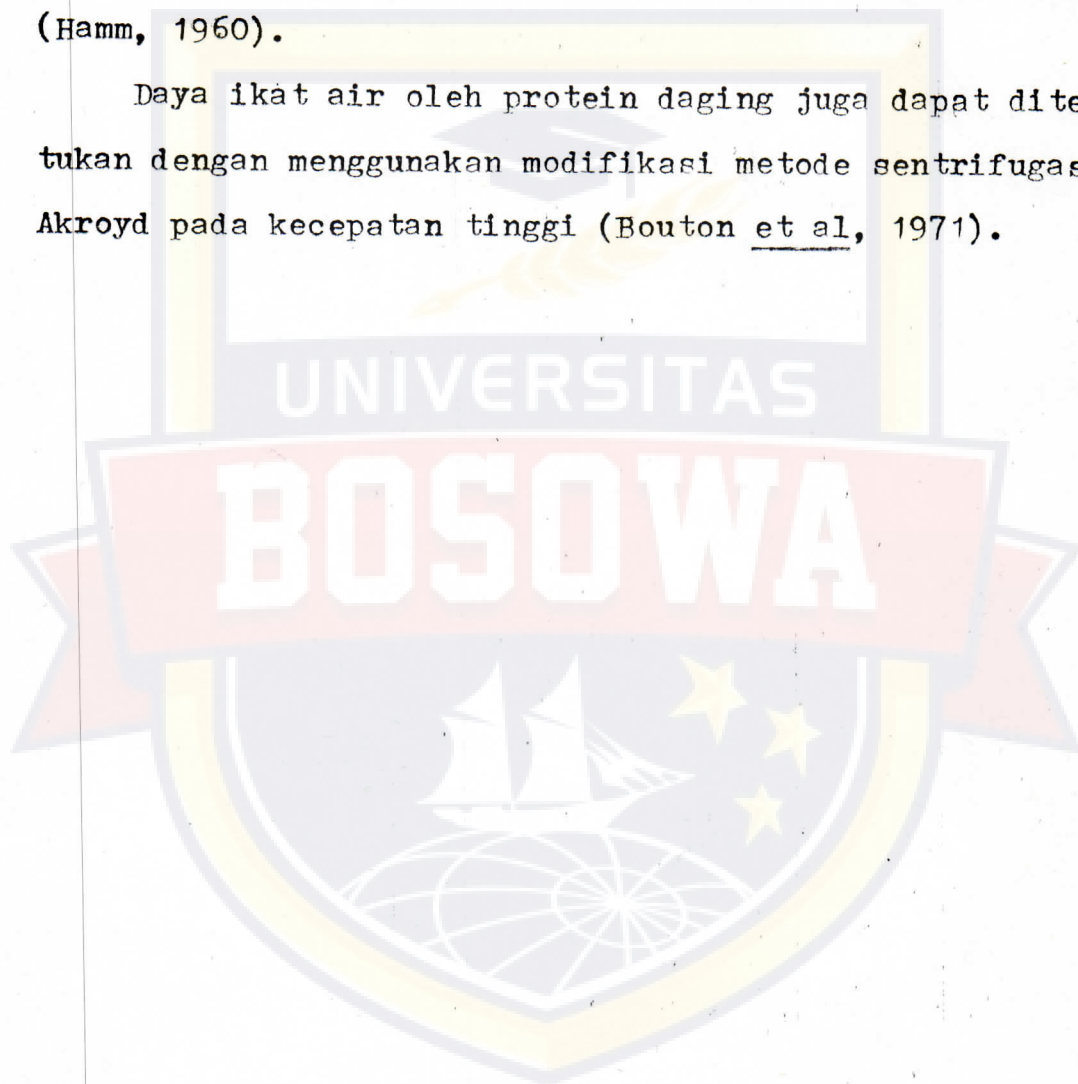 (Hamm, 1960).
Daya ikat air oleh protein daging juga dapat dite
tukan dengan menggunakan modifikasi metode sentrifugas
Akroyd pada kecepatan tinggi (Bouton et al, 1971).
UNIVERSITAS
BOSOWA